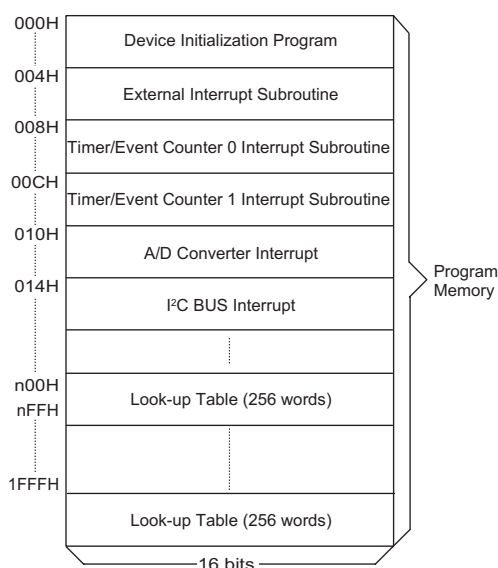 000H
Device Initialization Program
004H
External Interrupt Subroutine
008H
Timer/Event Counter 0 Interrupt Subroutine
00CH
Timer/Event Counter 1 Interrupt Subroutine
010H
A/D Converter Interrupt
014H
I²C BUS Interrupt
Program
Memory
n00H
Look-up Table (256 words)
nFFH
1FFFH
Look-up Table (256 words)
16 bits